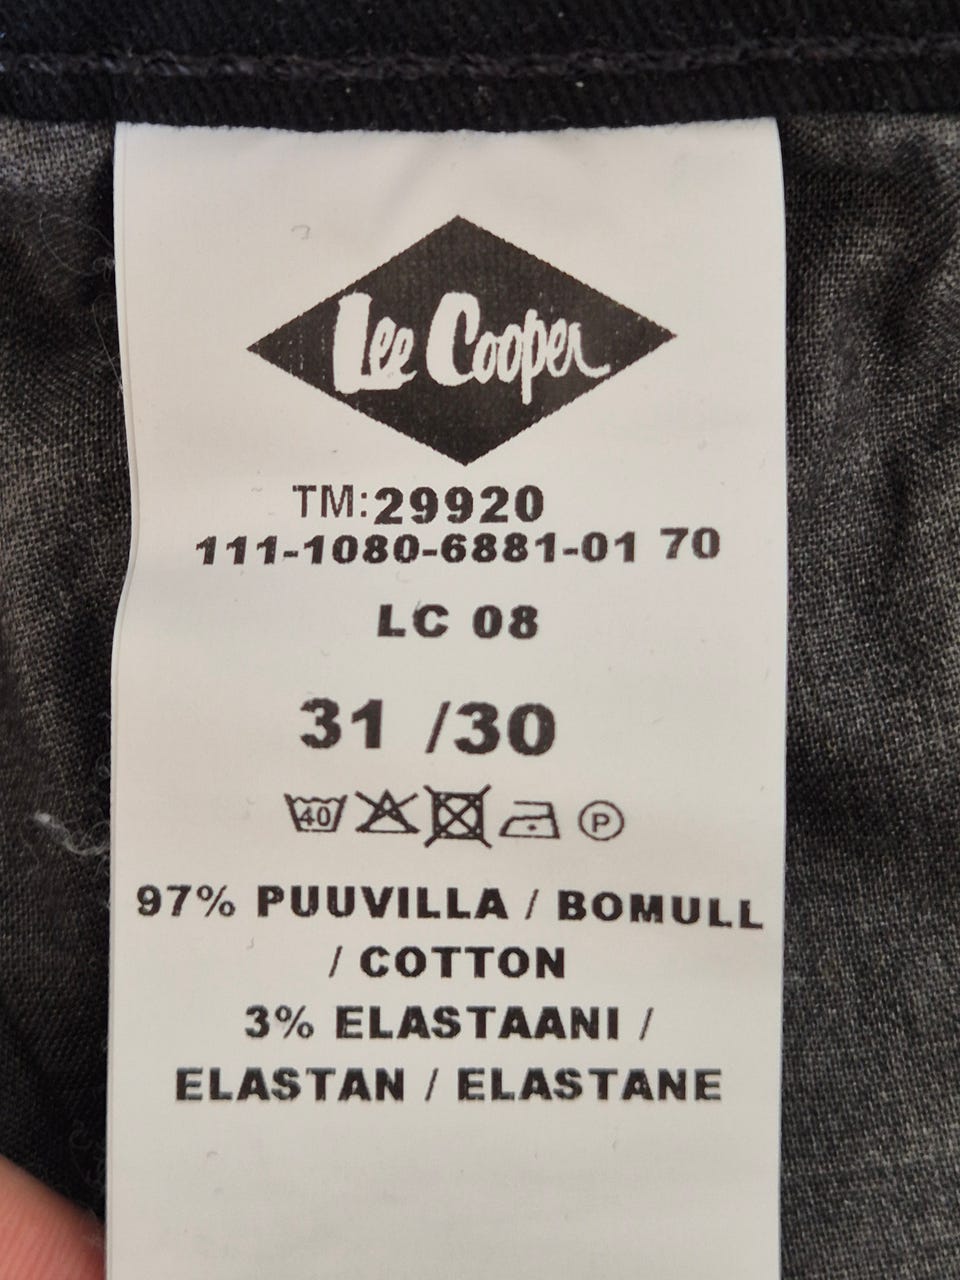 Lee Cooper
TM:29920
111-1080-6881-01 70
LC 08
31 /30
40 P
97% PUUVILLA / BOMULL
/ COTTON
3% ELASTAANI /
ELASTAN / ELASTANE